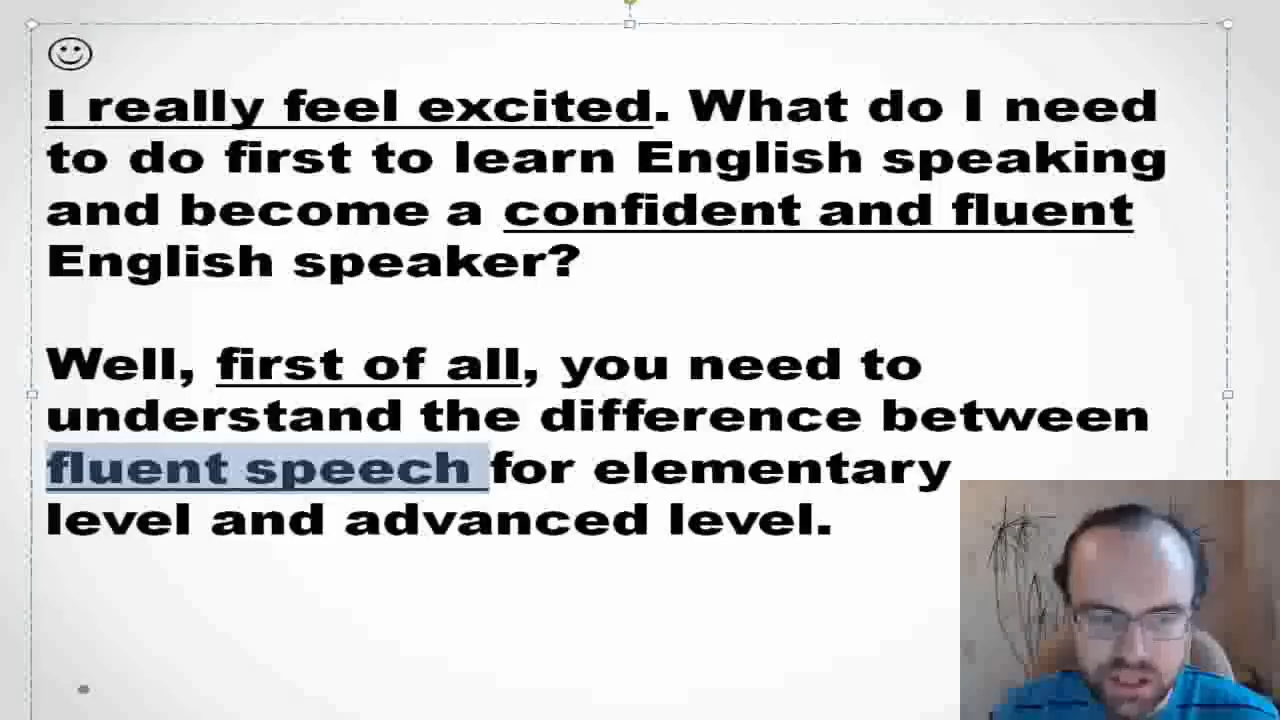 I really feel excited. What do I need
to do first to learn English speaking
and become a confident and fluent
English speaker?
Well, first of all, you need to
understand the difference between
fluent speech for elementary
level and advanced level.